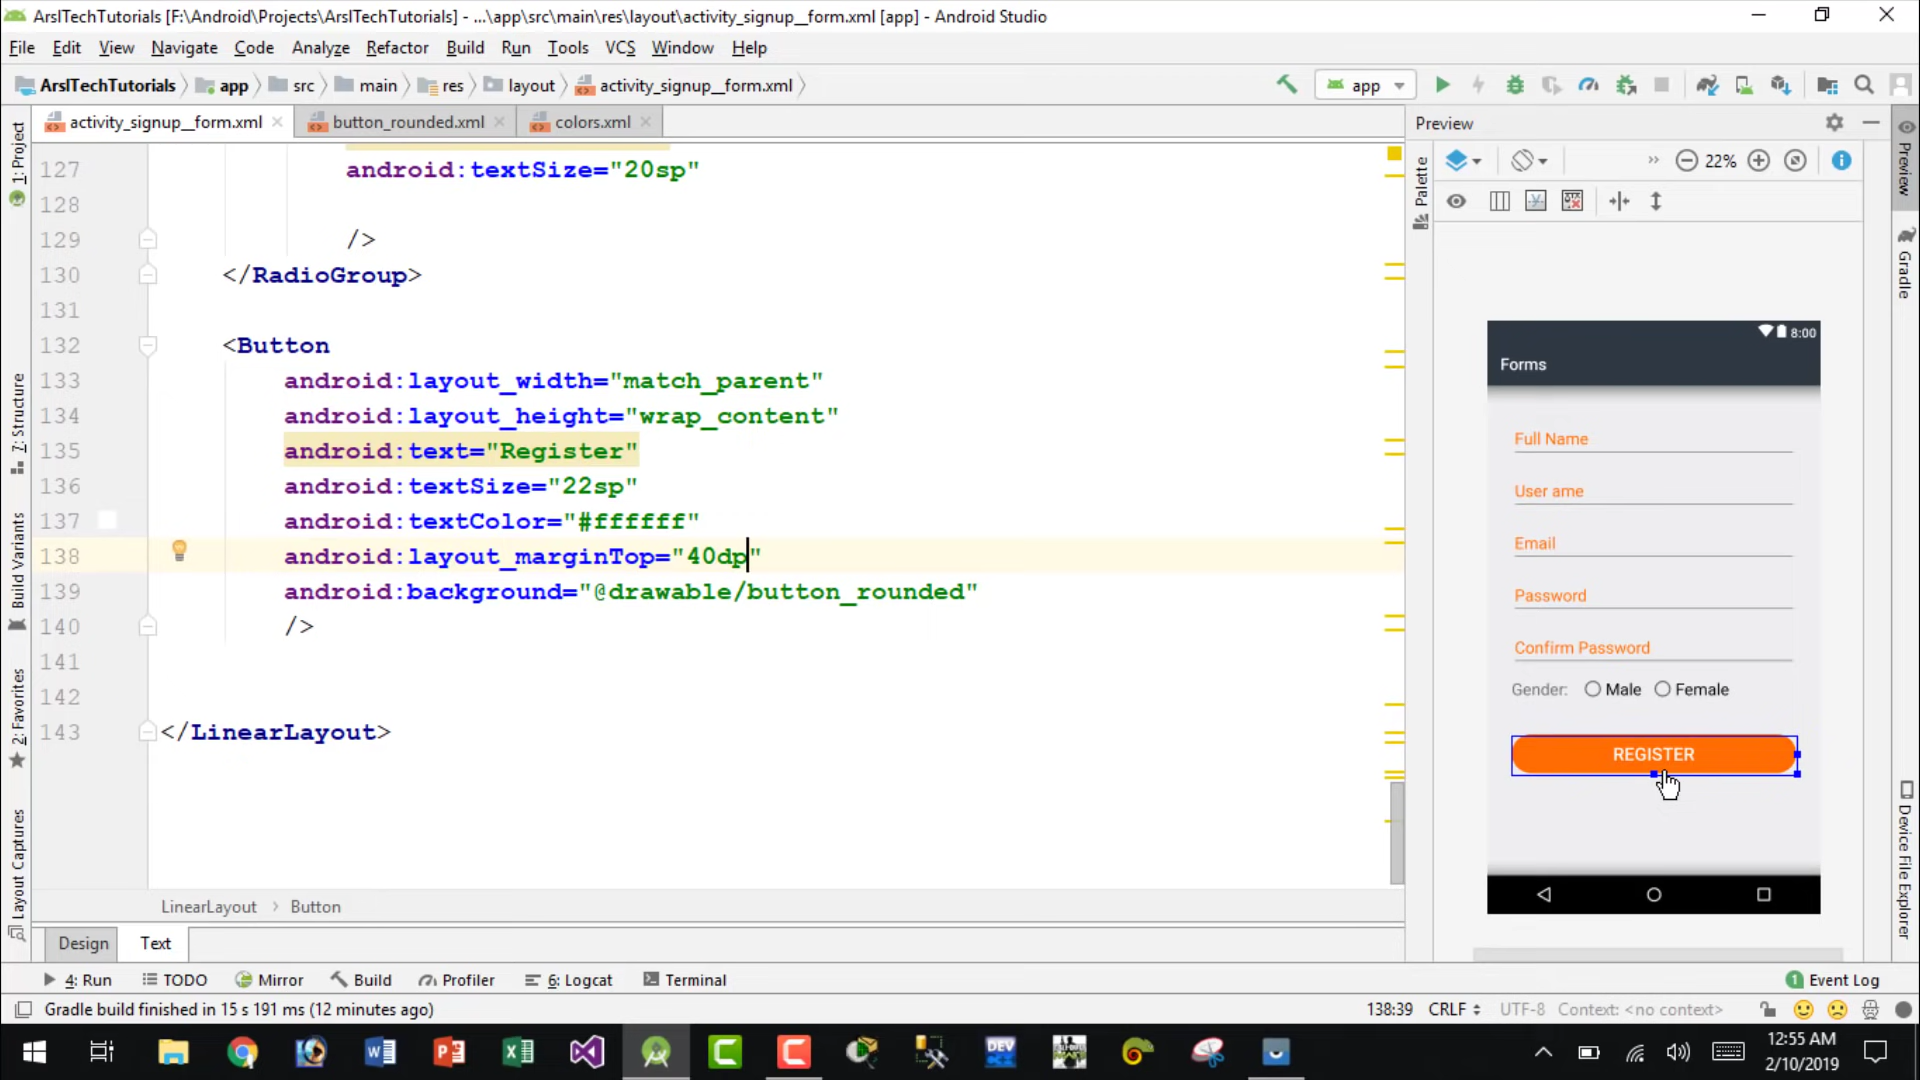 ArslTechTutorials [F:\Android\Projects\ArslTechTutorials] - ...\app\src\main\res\layout\activity_signup__form.xml [app] - Android Studio
File Edit View Navigate Code Analyze Refactor Build Run Tools VCS Window Help
ArslTechTutorials app src main res layout activity_signup__form.xml app
activity_signup__form.xml button_rounded.xml colors.xml
Preview
22%
127 android:textSize="20sp"
128
129 />
130 </RadioGroup>
131
132 <Button
133 android:layout_width="match_parent"
134 android:layout_height="wrap_content"
135 android:text="Register"
136 android:textSize="22sp"
137 android:textColor="#ffffff"
138 android:layout_marginTop="40dp"
139 android:background="@drawable/button_rounded"
140 />
141
142
143 </LinearLayout>
LinearLayout › Button
Design Text
1: Project
7: Structure
Build Variants
2: Favorites
Layout Captures
Palette
8:00
Forms
Full Name
User ame
Email
Password
Confirm Password
Gender: Male Female
REGISTER
Preview
Gradle
Device File Explorer
4: Run TODO Mirror Build Profiler 6: Logcat Terminal 1 Event Log
Gradle build finished in 15 s 191 ms (12 minutes ago) 138:39 CRLF UTF-8 Context: <no context>
DEV
12:55 AM
2/10/2019